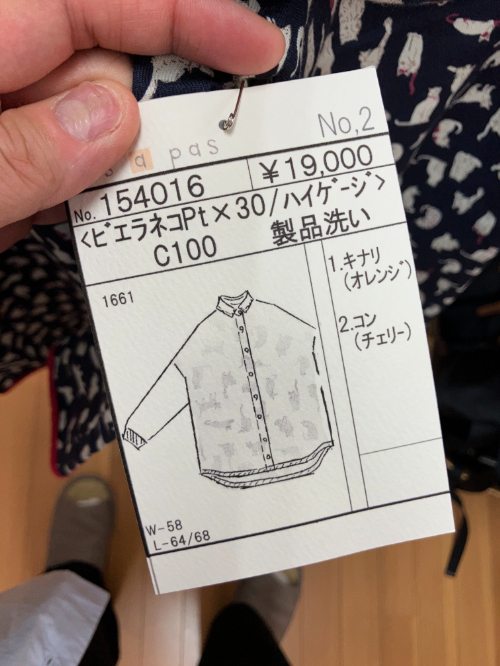 No,2
a pas
No. 154016
¥19,000
<ビエラネコPt×30/ハイゲージ>
C100 製品洗い
1661
1.キナリ
(オレンジ)
2.コン
(チェリー)
W-58
L-64/68